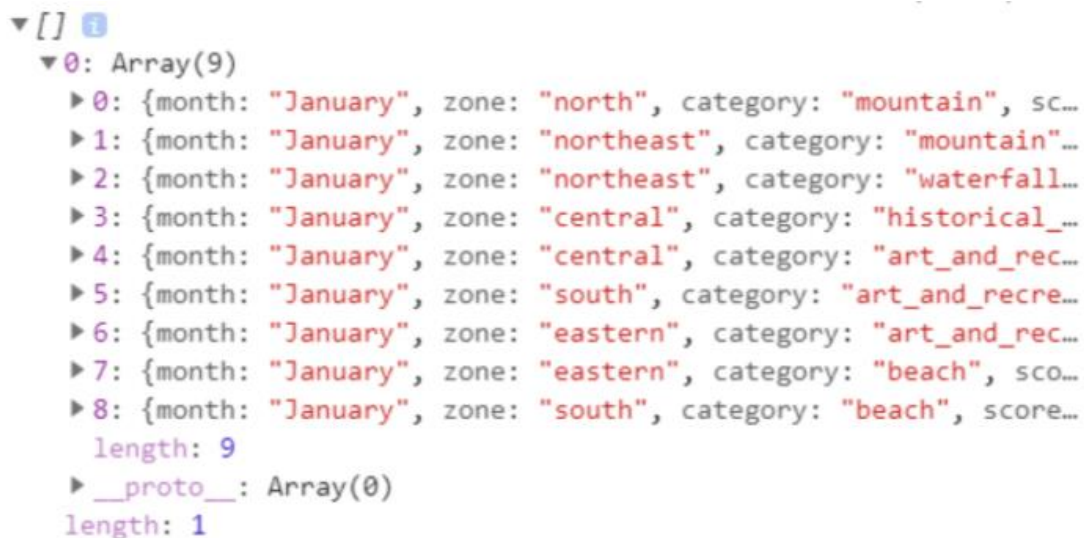 ▼[] i
▼0: Array(9)
▶0: {month: "January", zone: "north", category: "mountain", sc…
▶1: {month: "January", zone: "northeast", category: "mountain"…
▶2: {month: "January", zone: "northeast", category: "waterfall…
▶3: {month: "January", zone: "central", category: "historical_…
▶4: {month: "January", zone: "central", category: "art_and_rec…
▶5: {month: "January", zone: "south", category: "art_and_recre…
▶6: {month: "January", zone: "eastern", category: "art_and_rec…
▶7: {month: "January", zone: "eastern", category: "beach", sco…
▶8: {month: "January", zone: "south", category: "beach", score…
length: 9
▶__proto__: Array(0)
length: 1